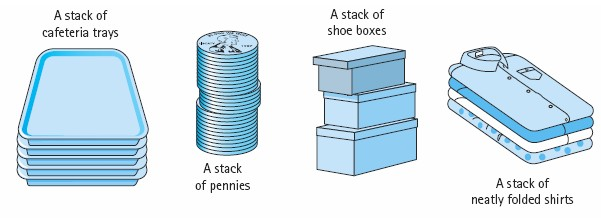 A stack of
cafeteria trays
A stack
of pennies
A stack of
shoe boxes
A stack of
neatly folded shirts